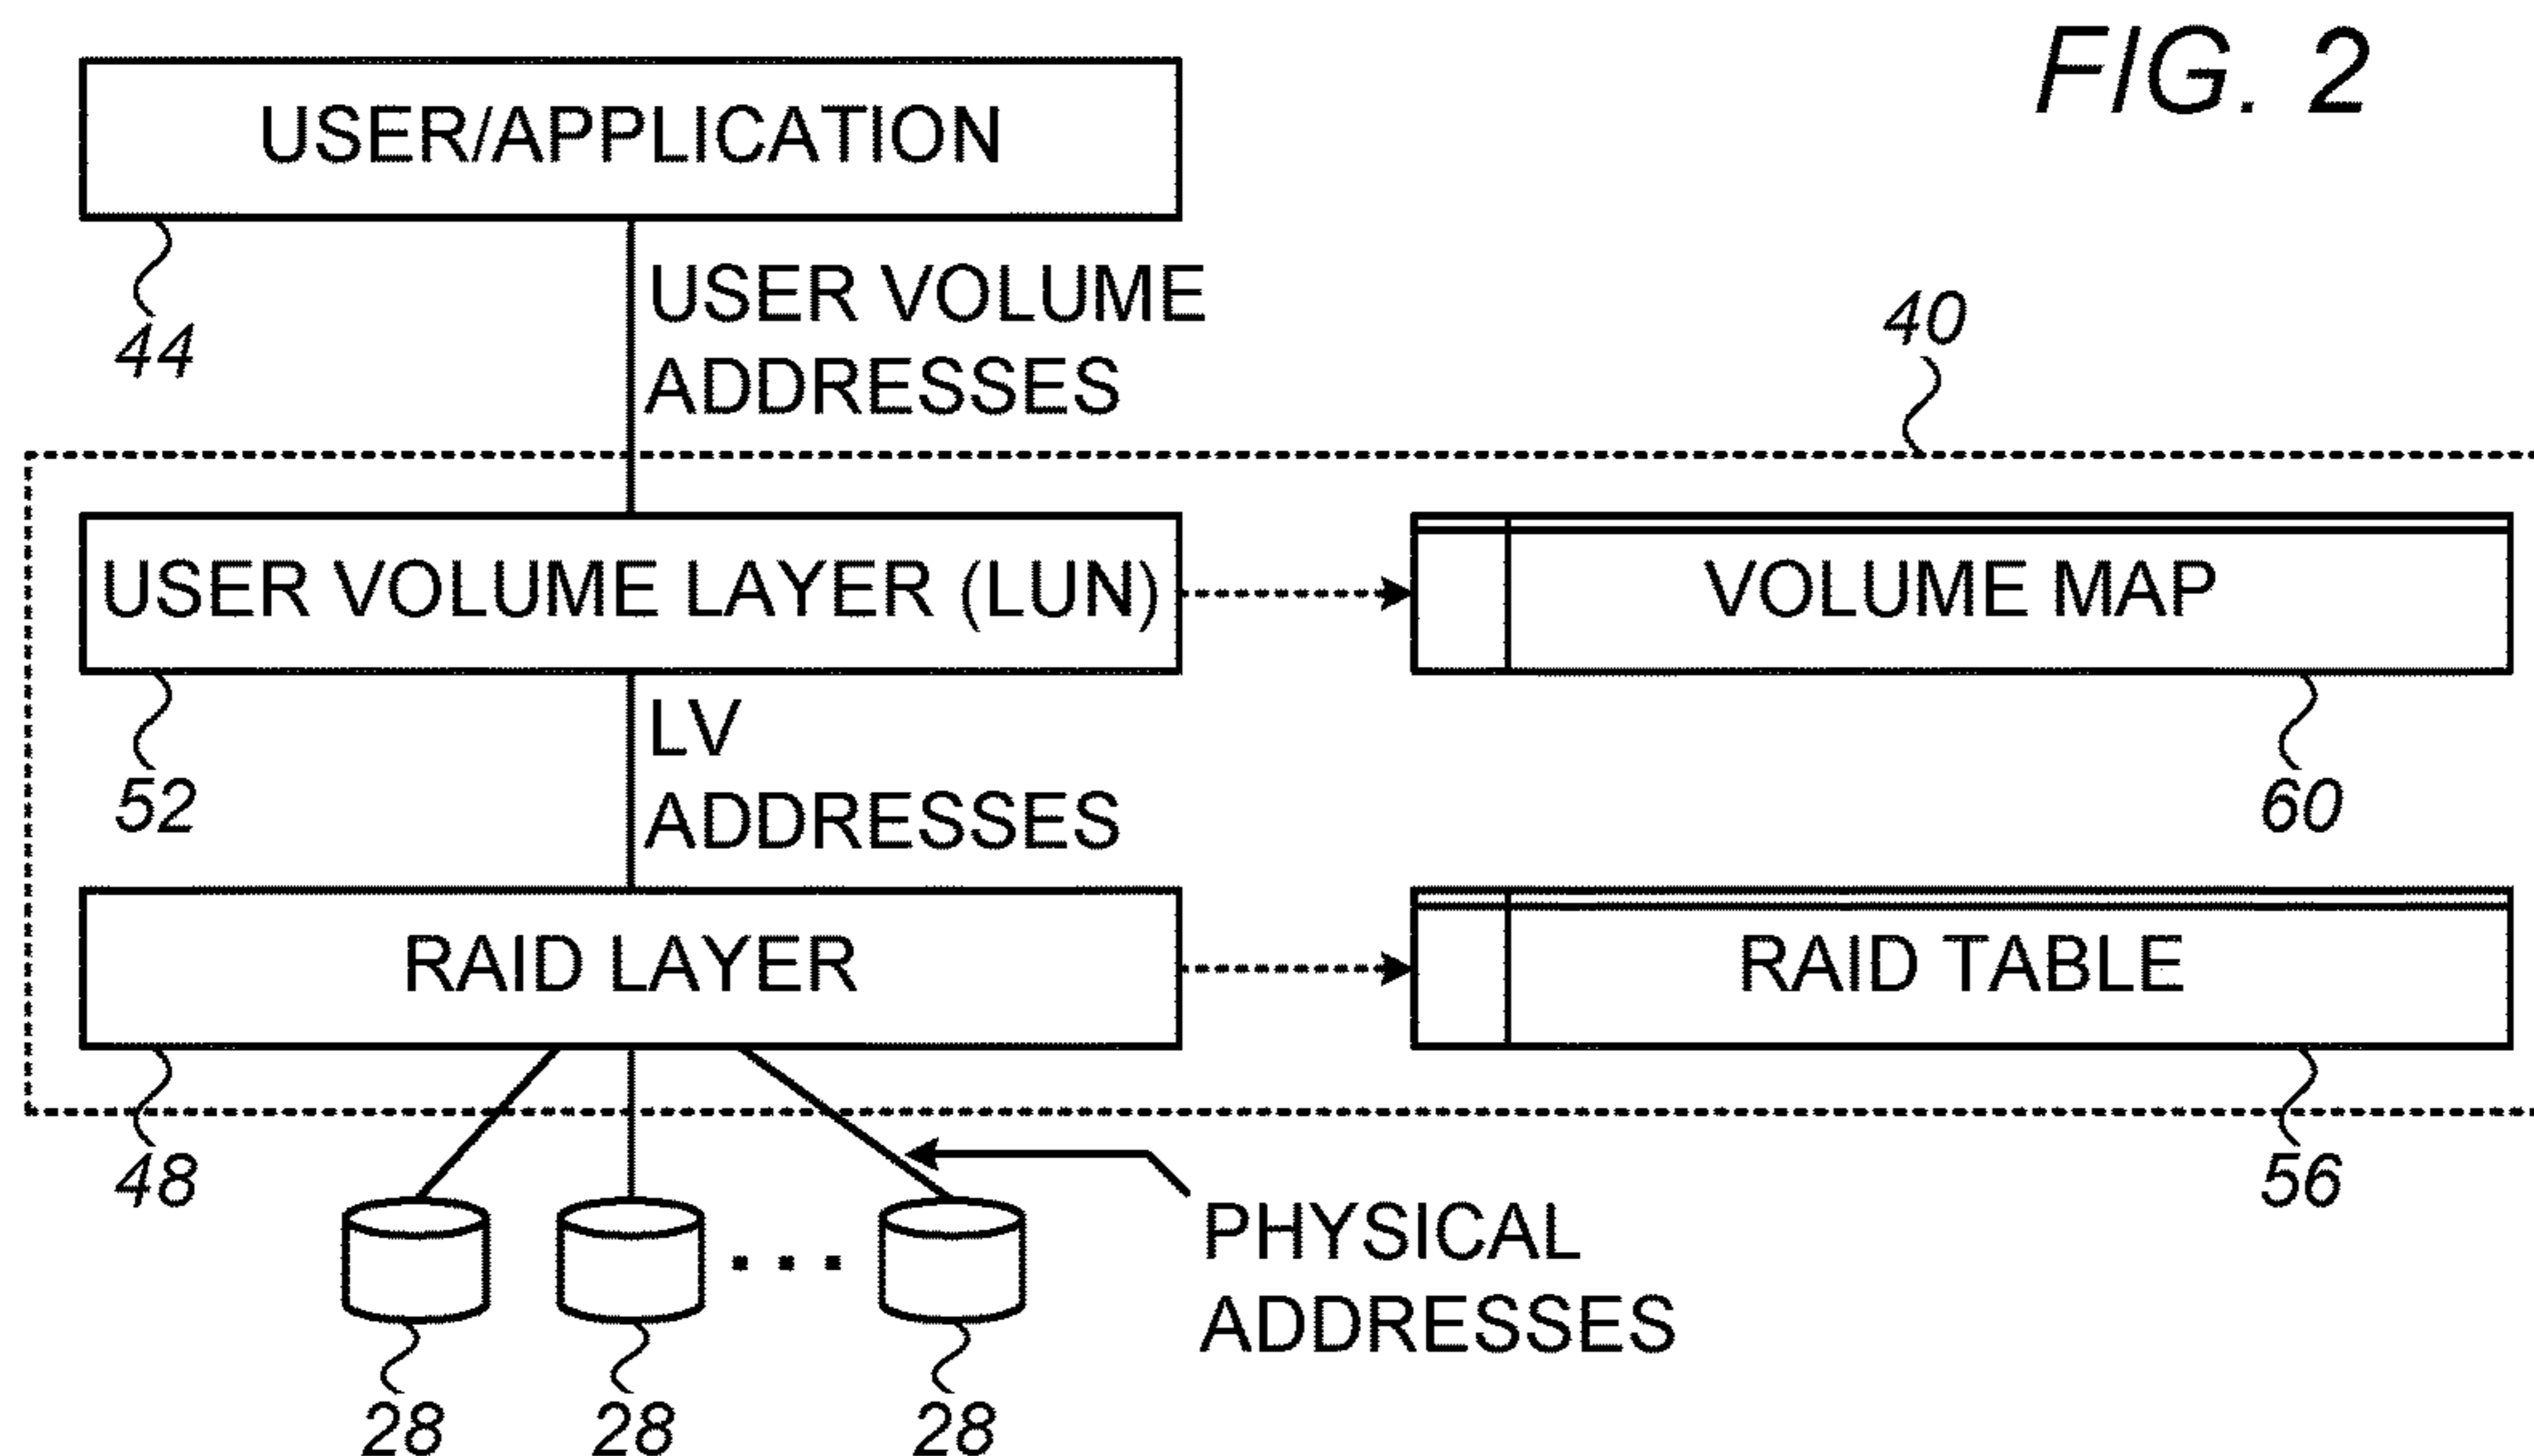 FIG. 2
USER/APPLICATION
44
USER VOLUME
ADDRESSES
40
USER VOLUME LAYER (LUN)
VOLUME MAP
52
LV
ADDRESSES
60
RAID LAYER
RAID TABLE
48
56
PHYSICAL
ADDRESSES
28
28
28